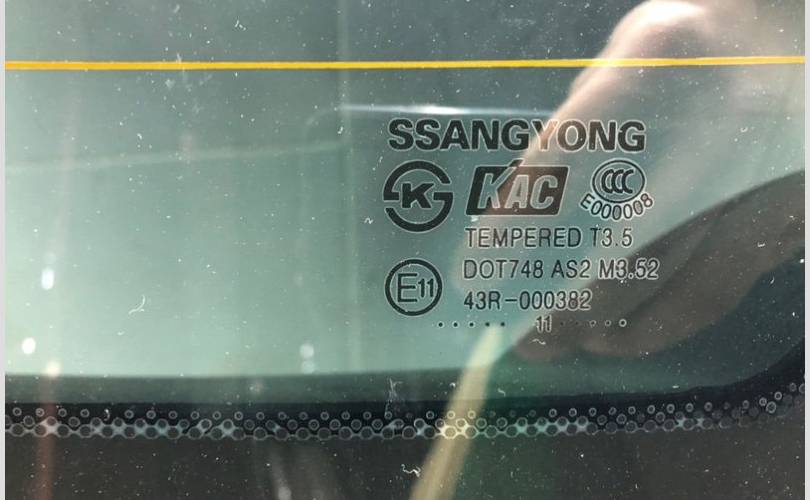 SSANGYONG
K KAC CCC
E000008
TEMPERED T3.5
DOT748 AS2 M3.52
E11 43R-000382
..... 11 .....